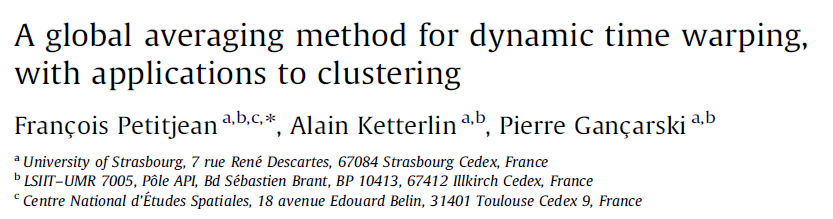 A global averaging method for dynamic time warping,
with applications to clustering
François Petitjean a,b,c,*, Alain Ketterlin a,b, Pierre Gançarski a,b
a University of Strasbourg, 7 rue René Descartes, 67084 Strasbourg Cedex, France
b LSIIT–UMR 7005, Pôle API, Bd Sébastien Brant, BP 10413, 67412 Illkirch Cedex, France
c Centre National d'Études Spatiales, 18 avenue Edouard Belin, 31401 Toulouse Cedex 9, France